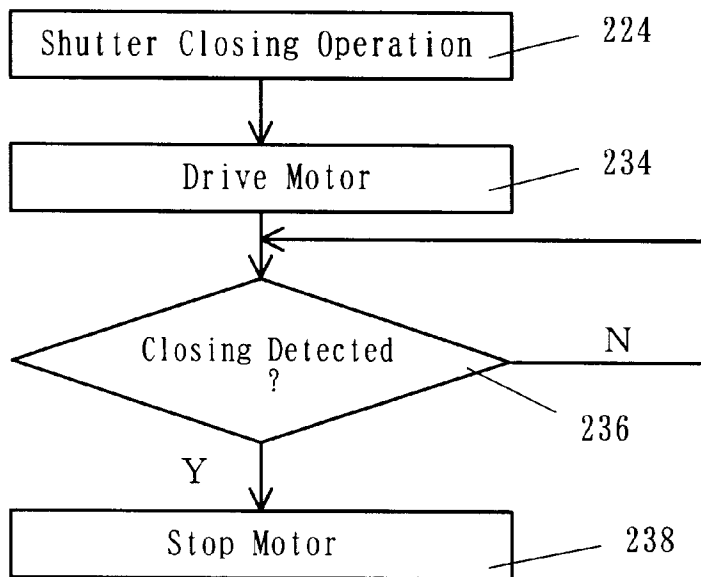 Shutter Closing Operation
224
Drive Motor
234
Closing Detected
?
N
236
Y
Stop Motor
238